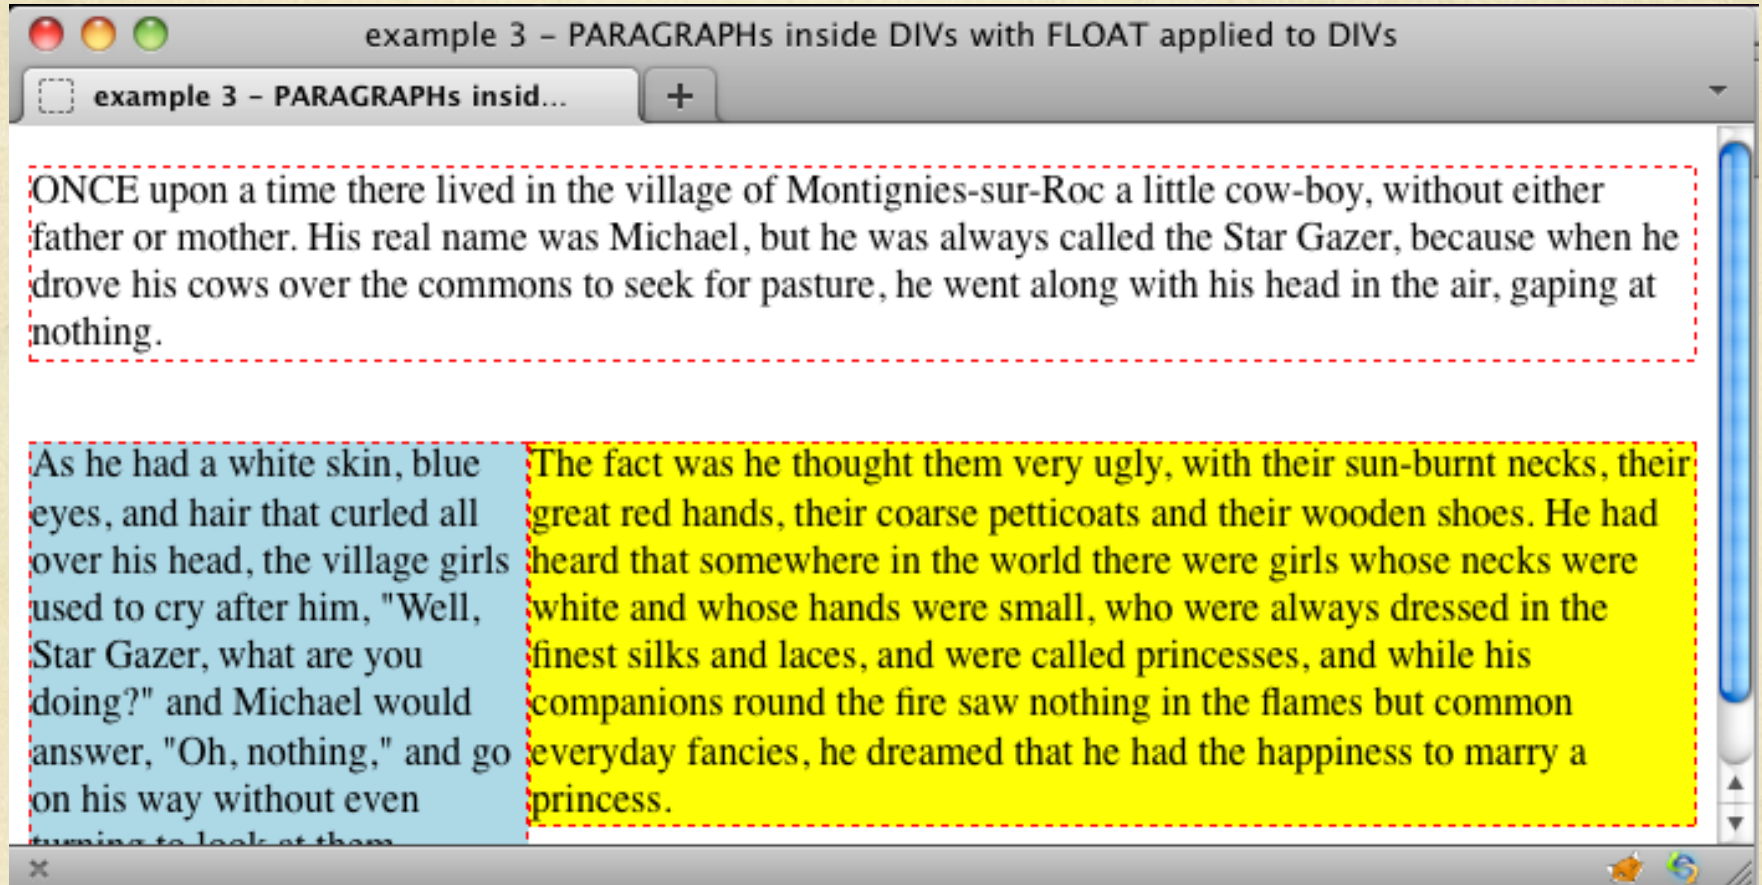 example 3 – PARAGRAPHs inside DIVs with FLOAT applied to DIVs
example 3 – PARAGRAPHs insid...
ONCE upon a time there lived in the village of Montignies-sur-Roc a little cow-boy, without either
father or mother. His real name was Michael, but he was always called the Star Gazer, because when he
drove his cows over the commons to seek for pasture, he went along with his head in the air, gaping at
nothing.
As he had a white skin, blue
eyes, and hair that curled all
over his head, the village girls
used to cry after him, "Well,
Star Gazer, what are you
doing?" and Michael would
answer, "Oh, nothing," and go
on his way without even
turning to look at them
The fact was he thought them very ugly, with their sun-burnt necks, their
great red hands, their coarse petticoats and their wooden shoes. He had
heard that somewhere in the world there were girls whose necks were
white and whose hands were small, who were always dressed in the
finest silks and laces, and were called princesses, and while his
companions round the fire saw nothing in the flames but common
everyday fancies, he dreamed that he had the happiness to marry a
princess.